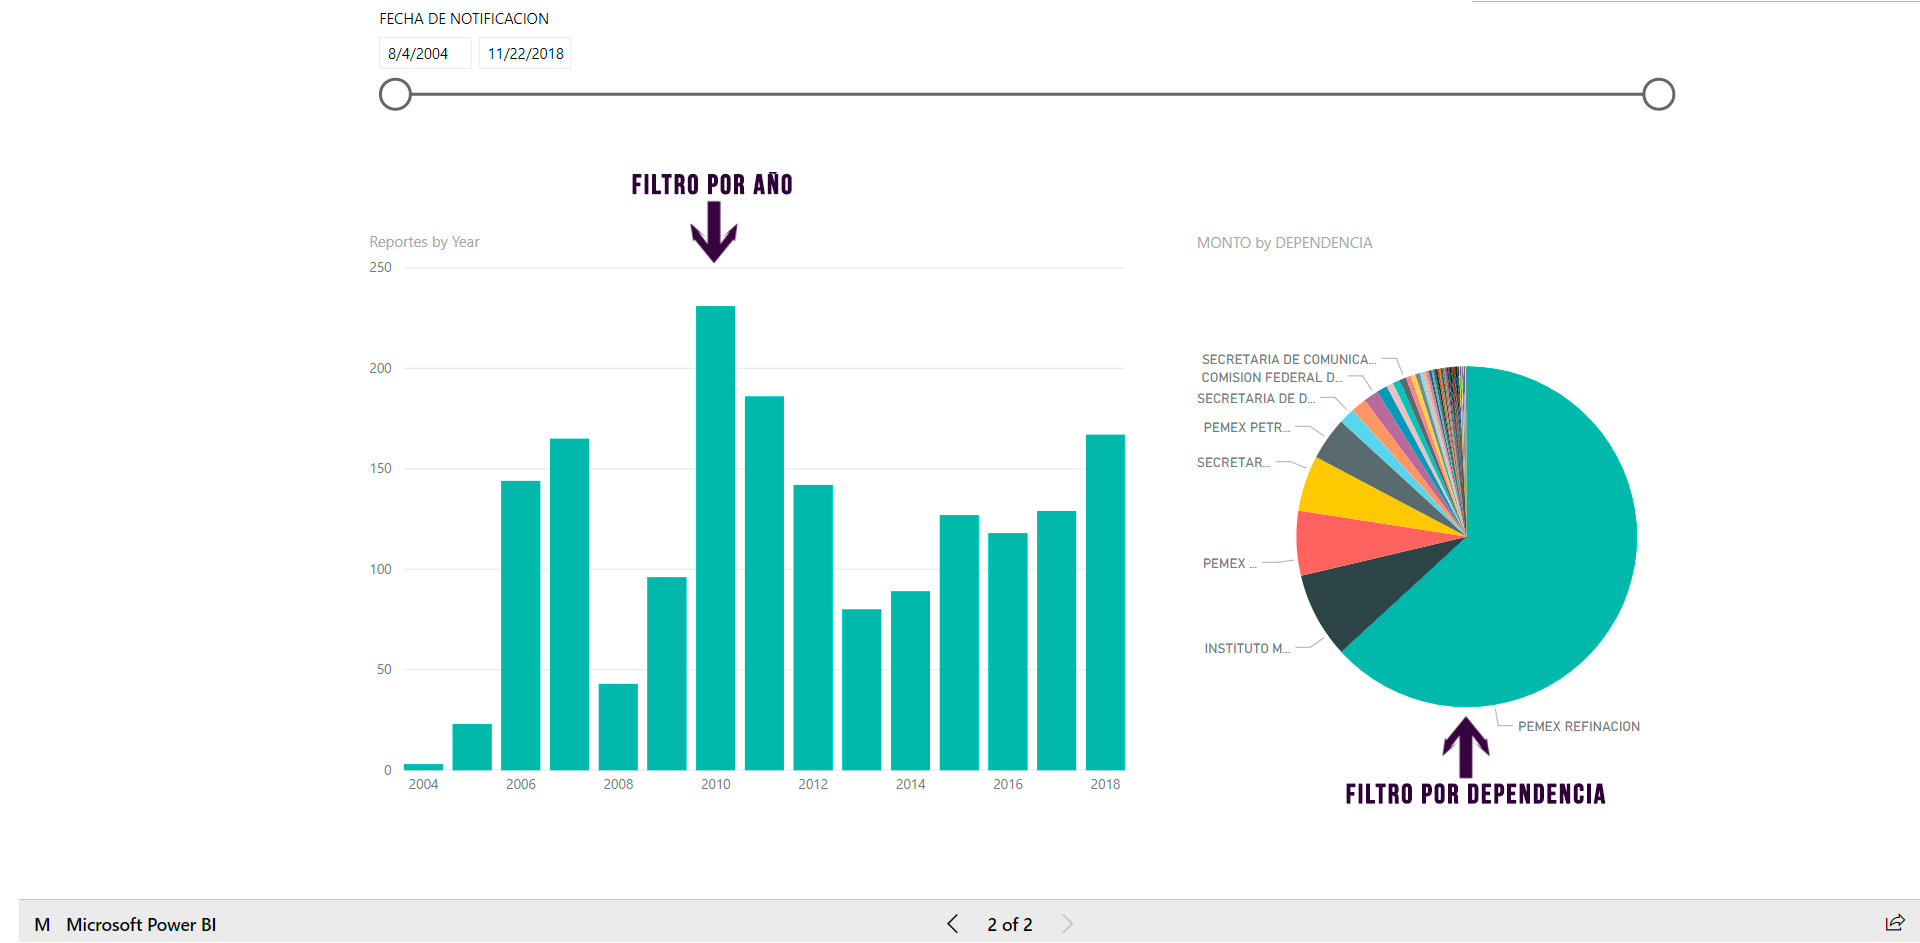 FECHA DE NOTIFICACION
8/4/2004 11/22/2018
FILTRO POR AÑO
Reportes by Year
250
200
150
100
50
0
2004 2006 2008 2010 2012 2014 2016 2018
MONTO by DEPENDENCIA
SECRETARIA DE COMUNICA...
COMISION FEDERAL D...
SECRETARIA DE D...
PEMEX PETR...
SECRETAR...
PEMEX ...
INSTITUTO M...
PEMEX REFINACION
FILTRO POR DEPENDENCIA
M Microsoft Power BI 2 of 2